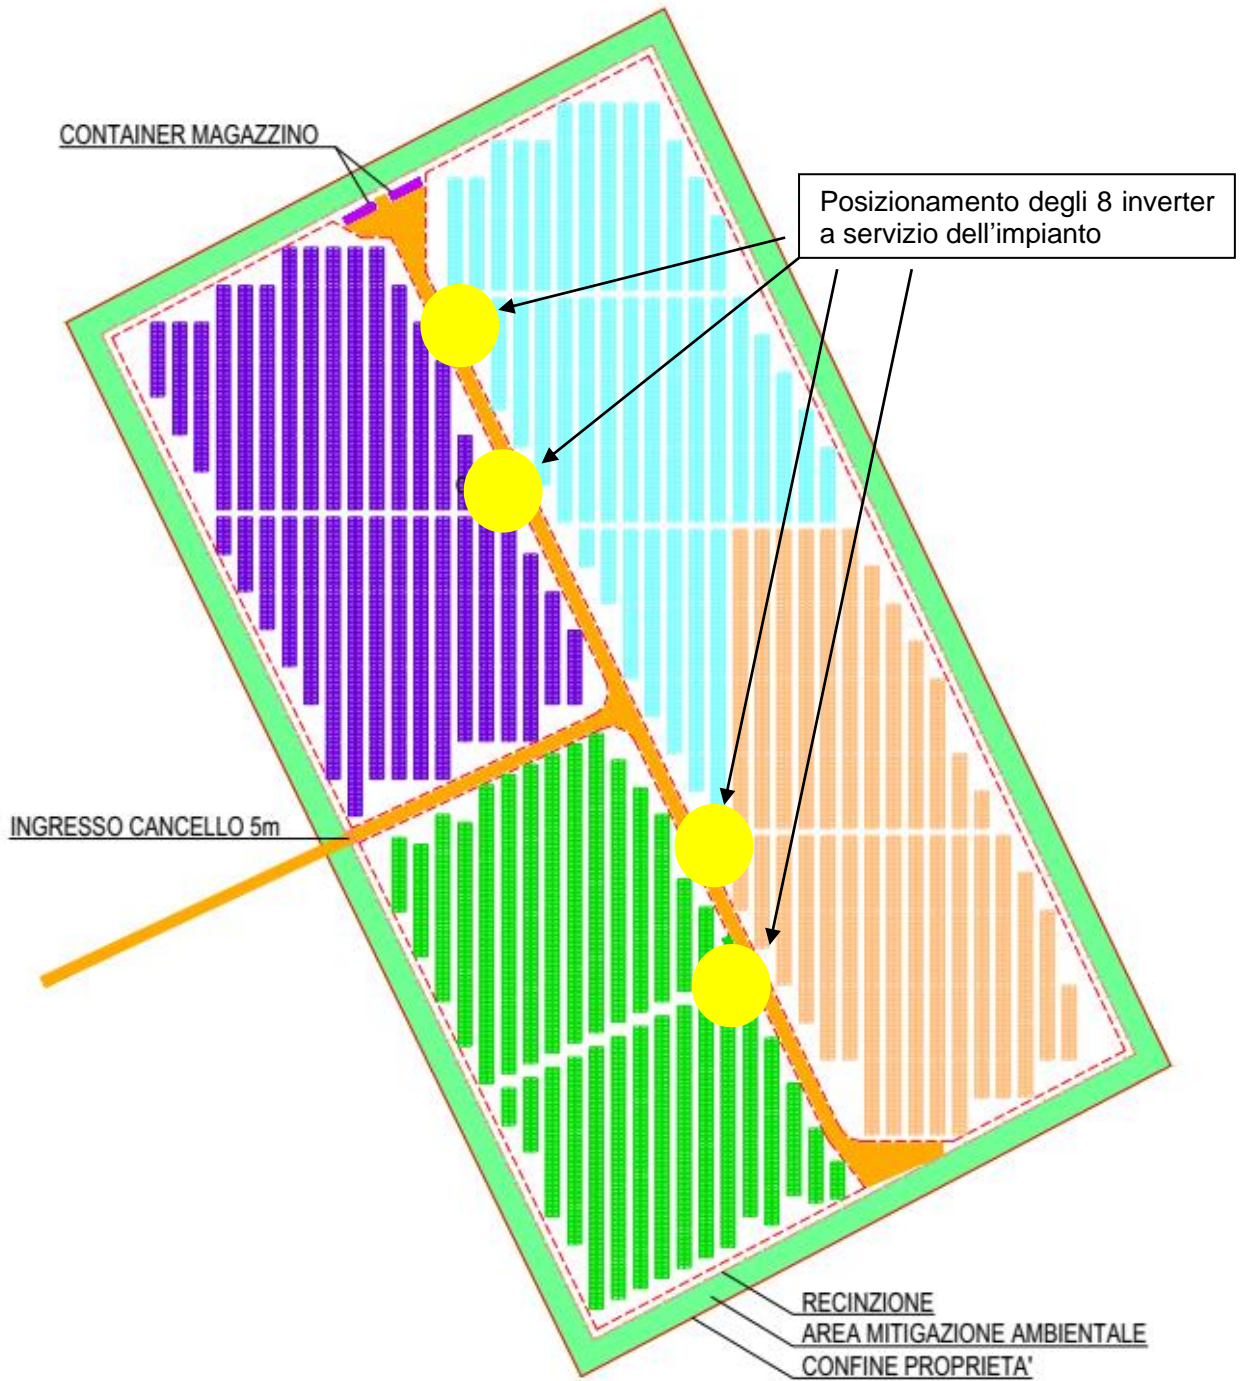 CONTAINER MAGAZZINO
Posizionamento degli 8 inverter
a servizio dell'impianto
INGRESSO CANCELLO 5m
RECINZIONE
AREA MITIGAZIONE AMBIENTALE
CONFINE PROPRIETA'